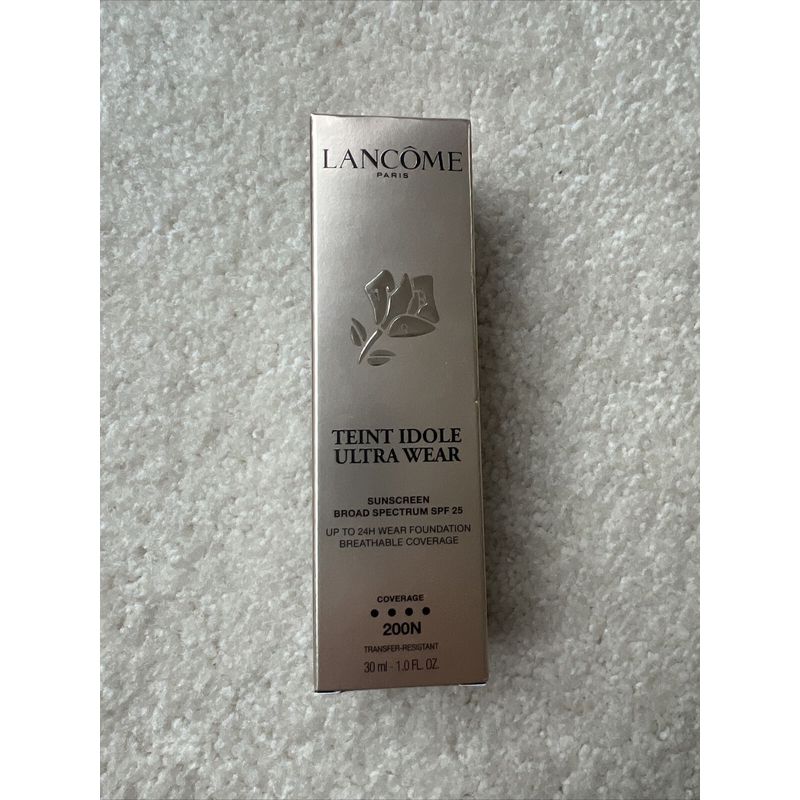 LANCÔME
PARIS
TEINT IDOLE
ULTRA WEAR
SUNSCREEN
BROAD SPECTRUM SPF 25
UP TO 24H WEAR FOUNDATION
BREATHABLE COVERAGE
COVERAGE
200N
TRANSFER-RESISTANT
30 ml - 1.0 FL. OZ.